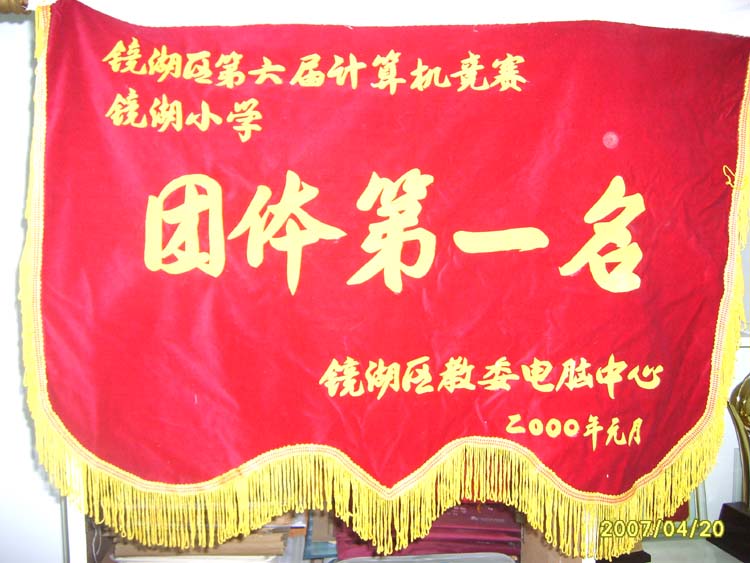 镜湖区第六届计算机竞赛
镜湖小学
团体第一名
镜湖区教委电脑中心
二000年元月
2007/04/20